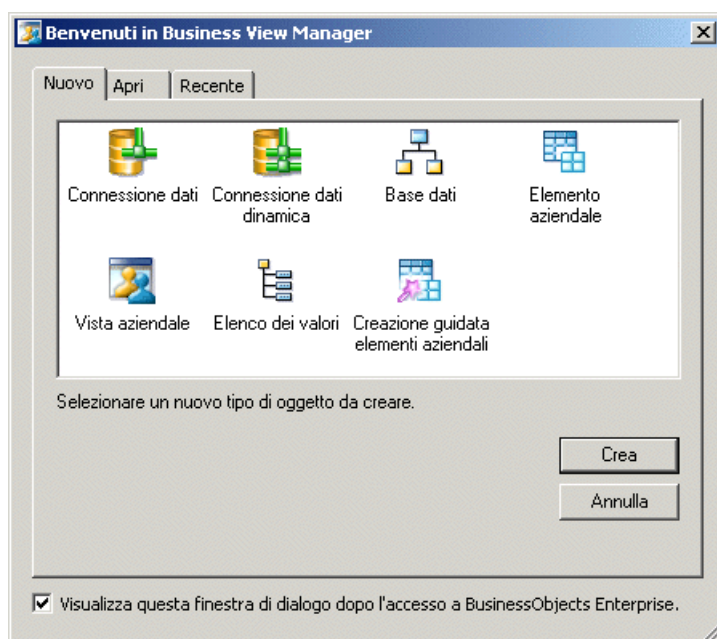 Benvenuti in Business View Manager
Nuovo
Apri
Recente
Connessione dati
Connessione dati
dinamica
Base dati
Elemento
aziendale
Vista aziendale
Elenco dei valori
Creazione guidata
elementi aziendali
Selezionare un nuovo tipo di oggetto da creare.
Crea
Annulla
Visualizza questa finestra di dialogo dopo l'accesso a BusinessObjects Enterprise.